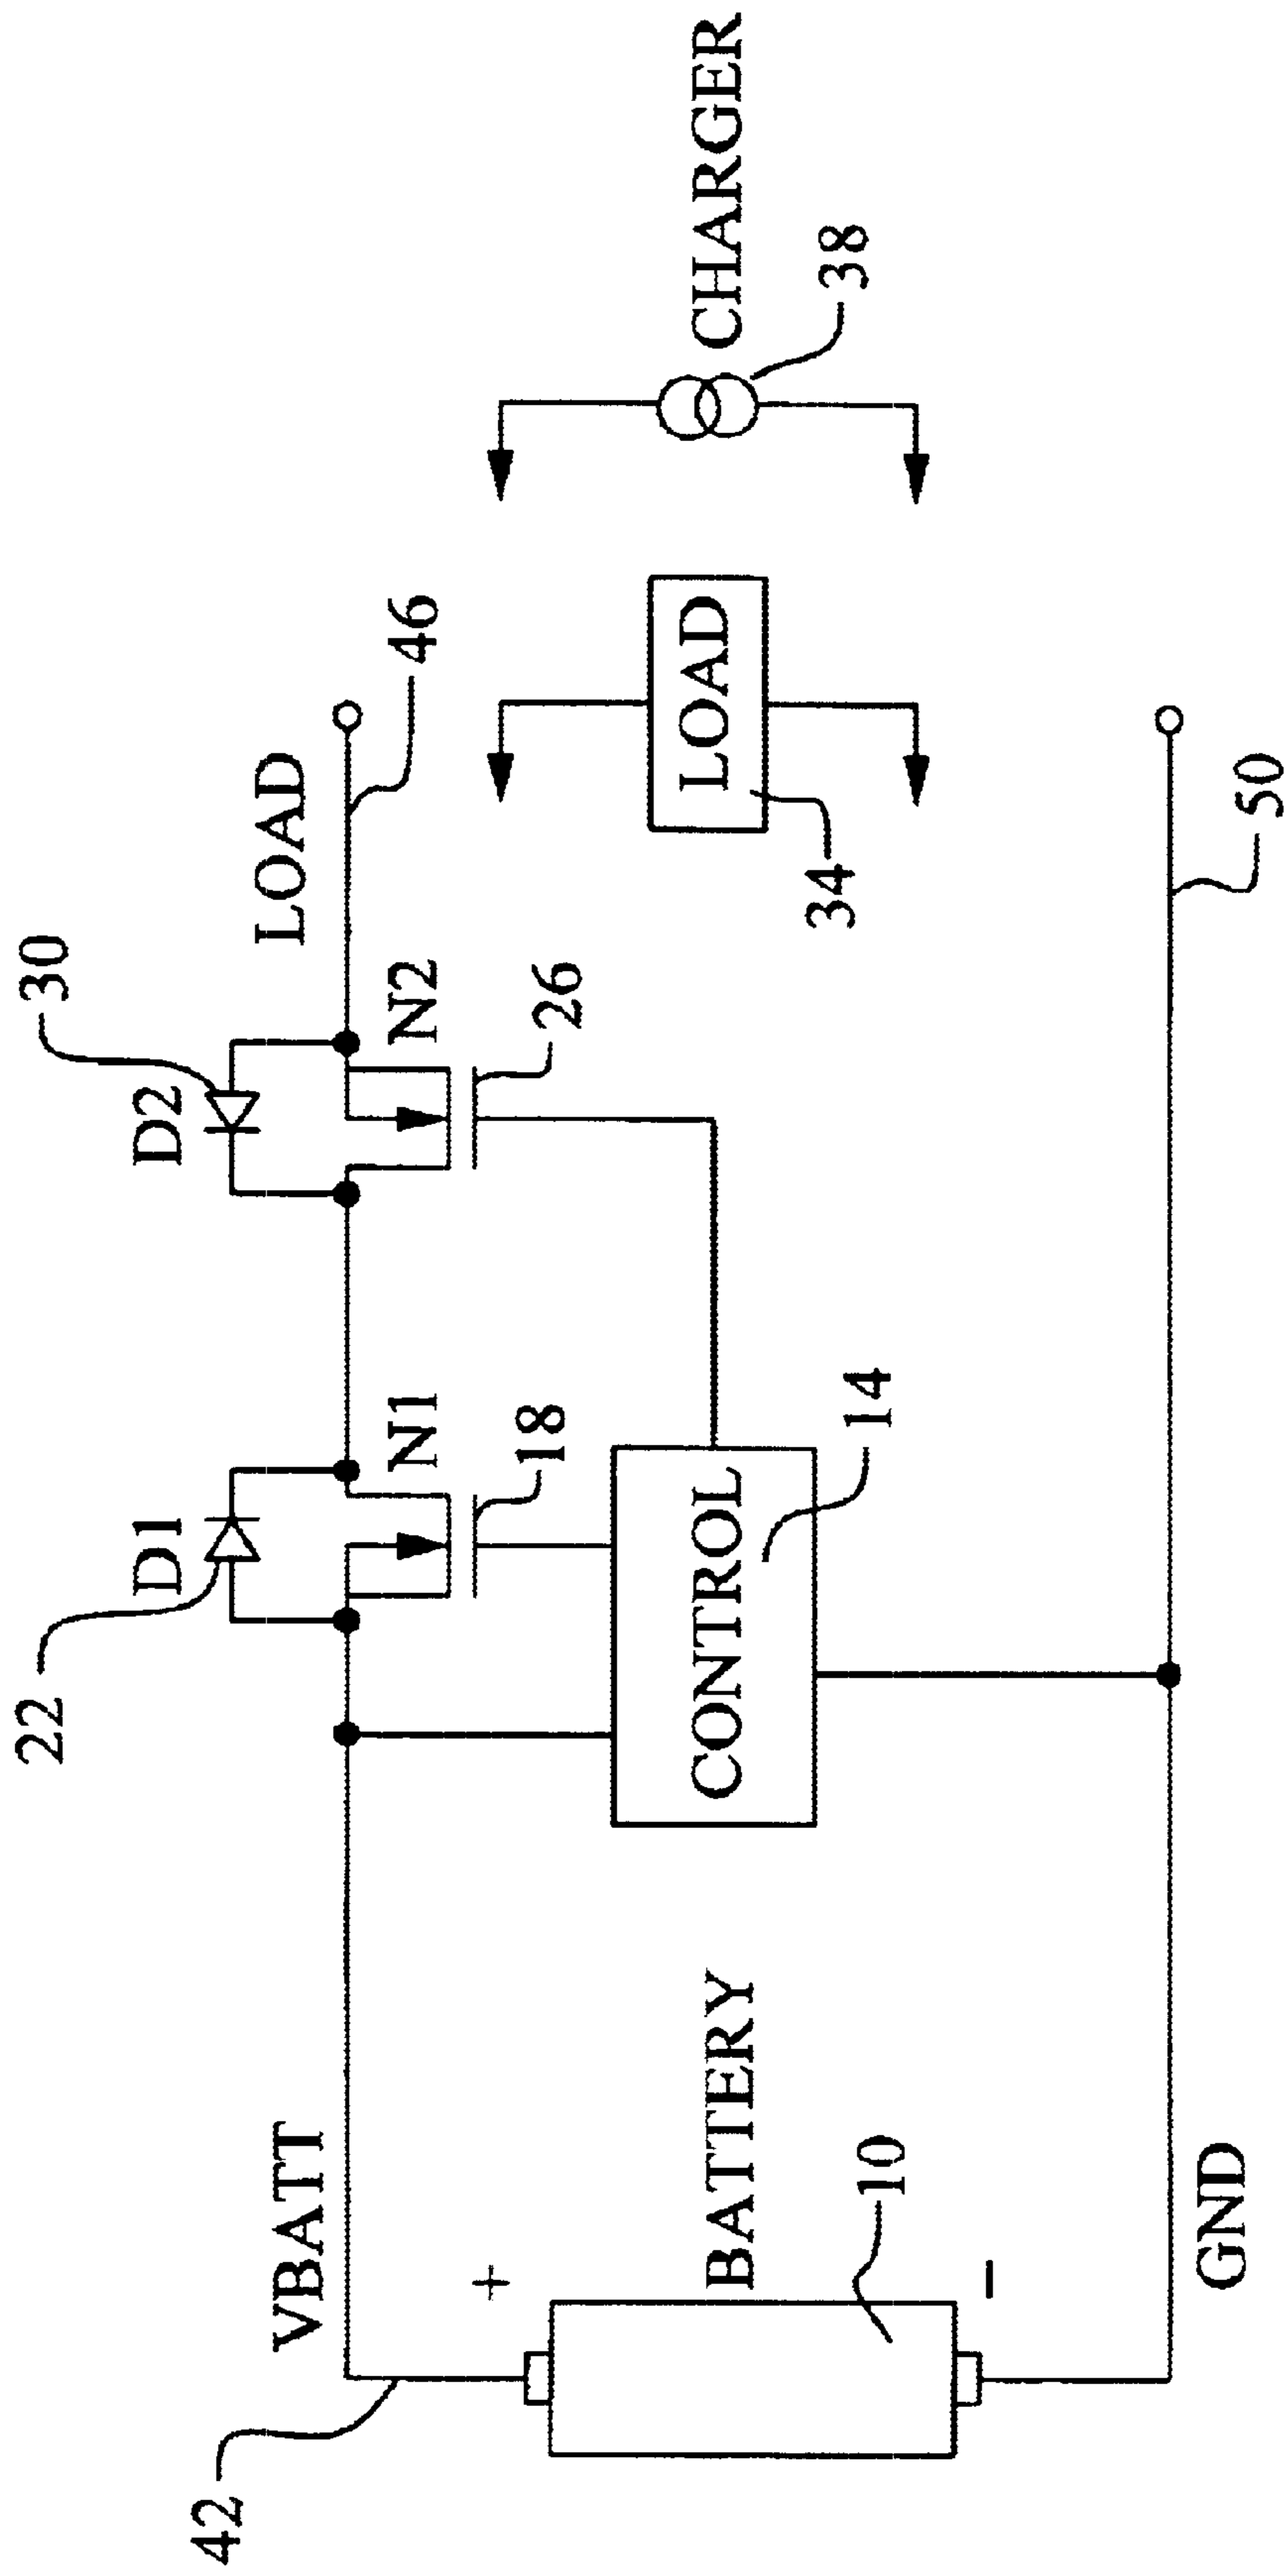 22
30
D1
D2
VBATT
LOAD
42
N1
N2
46
18
26
+
BATTERY
CONTROL
LOAD
CHARGER
10
14
34
38
−
GND
50